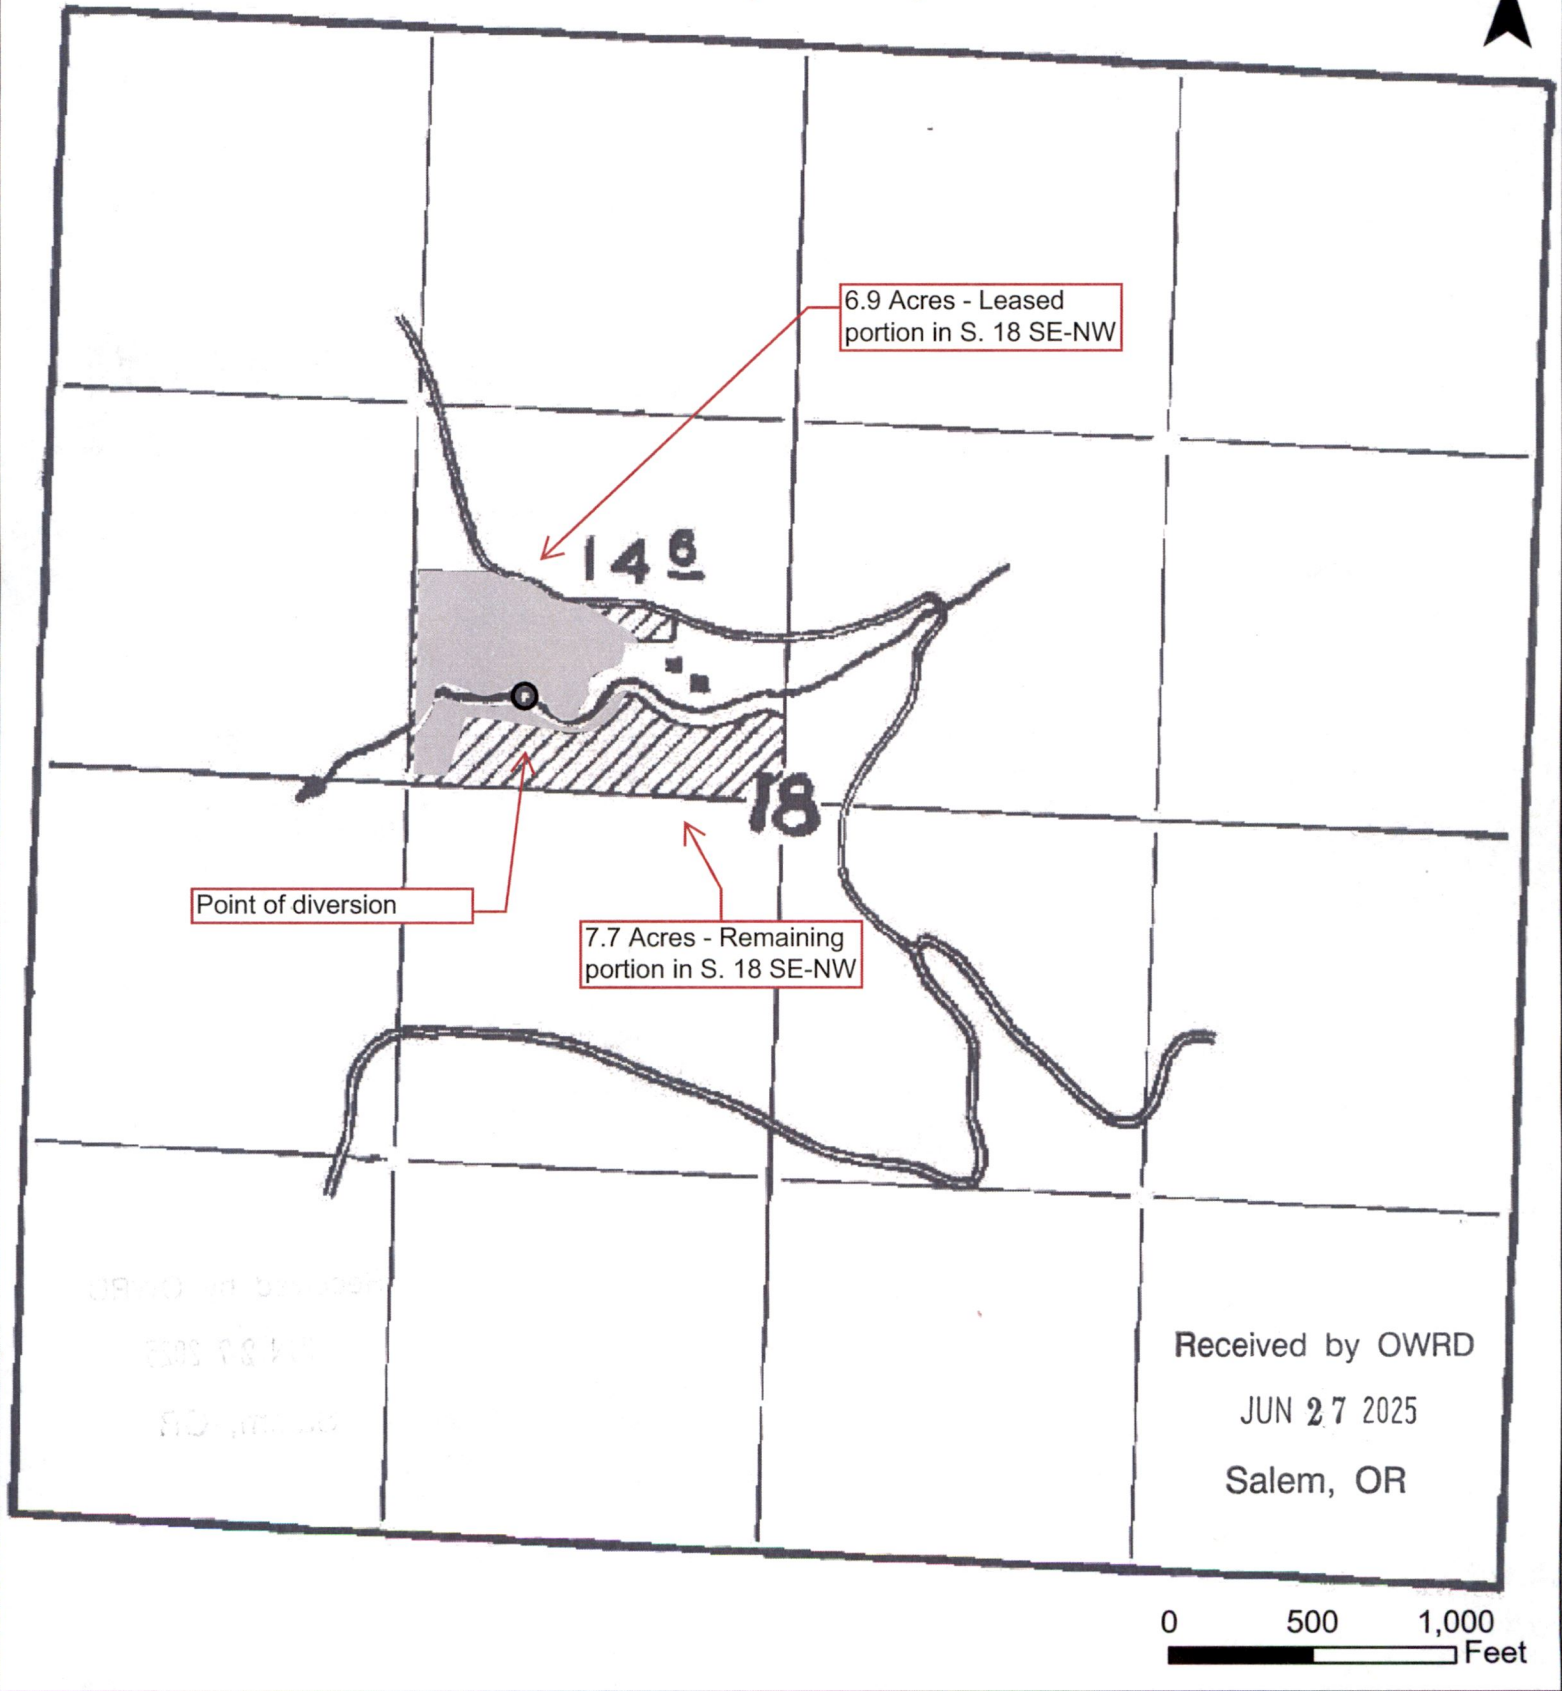 6.9 Acres - Leased
portion in S. 18 SE-NW
14 6
18
Point of diversion
7.7 Acres - Remaining
portion in S. 18 SE-NW
Received by OWRD
JUN 27 2025
Salem, OR
0 500 1,000
Feet